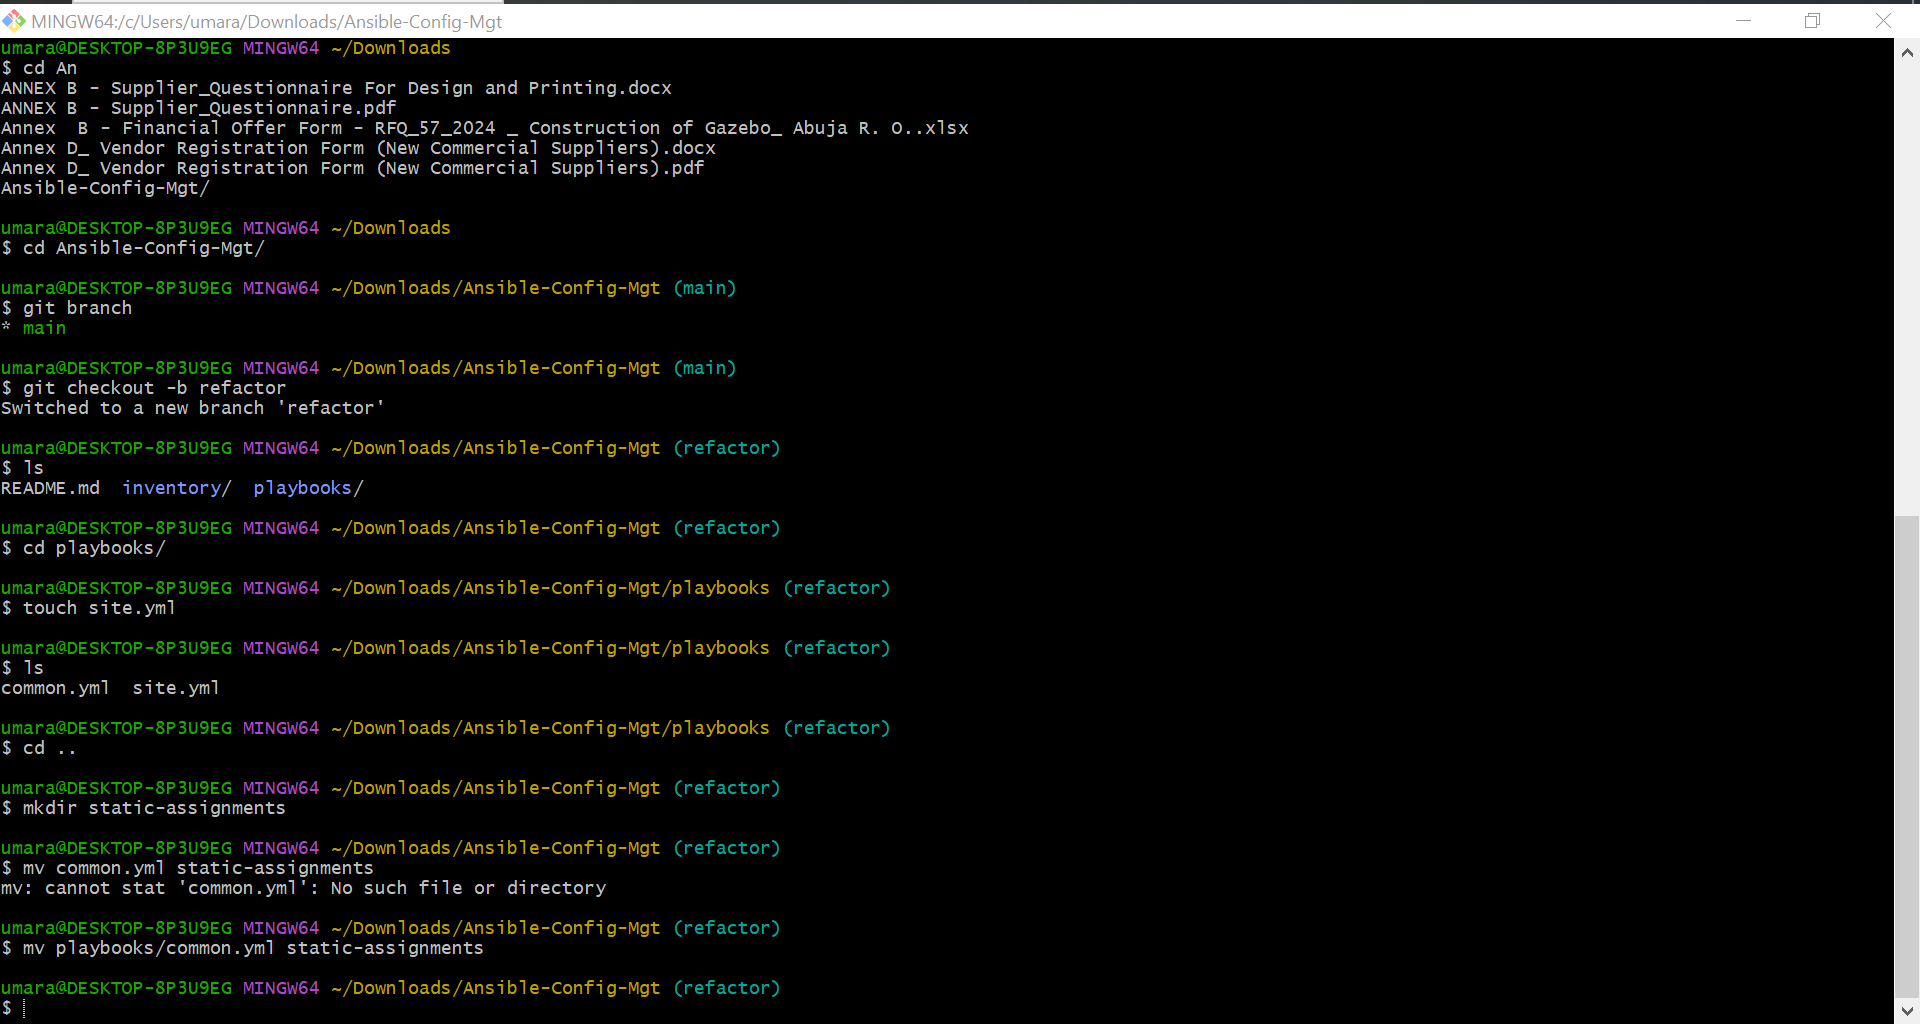 MINGW64:/c/Users/umara/Downloads/Ansible-Config-Mgt
umara@DESKTOP-8P3U9EG MINGW64 ~/Downloads
$ cd An
ANNEX B - Supplier_Questionnaire For Design and Printing.docx
ANNEX B - Supplier_Questionnaire.pdf
Annex  B - Financial Offer Form - RFQ_57_2024 _ Construction of Gazebo_ Abuja R. O..xlsx
Annex D_ Vendor Registration Form (New Commercial Suppliers).docx
Annex D_ Vendor Registration Form (New Commercial Suppliers).pdf
Ansible-Config-Mgt/
umara@DESKTOP-8P3U9EG MINGW64 ~/Downloads
$ cd Ansible-Config-Mgt/
umara@DESKTOP-8P3U9EG MINGW64 ~/Downloads/Ansible-Config-Mgt (main)
$ git branch
* main
umara@DESKTOP-8P3U9EG MINGW64 ~/Downloads/Ansible-Config-Mgt (main)
$ git checkout -b refactor
Switched to a new branch 'refactor'
umara@DESKTOP-8P3U9EG MINGW64 ~/Downloads/Ansible-Config-Mgt (refactor)
$ ls
README.md  inventory/  playbooks/
umara@DESKTOP-8P3U9EG MINGW64 ~/Downloads/Ansible-Config-Mgt (refactor)
$ cd playbooks/
umara@DESKTOP-8P3U9EG MINGW64 ~/Downloads/Ansible-Config-Mgt/playbooks (refactor)
$ touch site.yml
umara@DESKTOP-8P3U9EG MINGW64 ~/Downloads/Ansible-Config-Mgt/playbooks (refactor)
$ ls
common.yml  site.yml
umara@DESKTOP-8P3U9EG MINGW64 ~/Downloads/Ansible-Config-Mgt/playbooks (refactor)
$ cd ..
umara@DESKTOP-8P3U9EG MINGW64 ~/Downloads/Ansible-Config-Mgt (refactor)
$ mkdir static-assignments
umara@DESKTOP-8P3U9EG MINGW64 ~/Downloads/Ansible-Config-Mgt (refactor)
$ mv common.yml static-assignments
mv: cannot stat 'common.yml': No such file or directory
umara@DESKTOP-8P3U9EG MINGW64 ~/Downloads/Ansible-Config-Mgt (refactor)
$ mv playbooks/common.yml static-assignments
umara@DESKTOP-8P3U9EG MINGW64 ~/Downloads/Ansible-Config-Mgt (refactor)
$